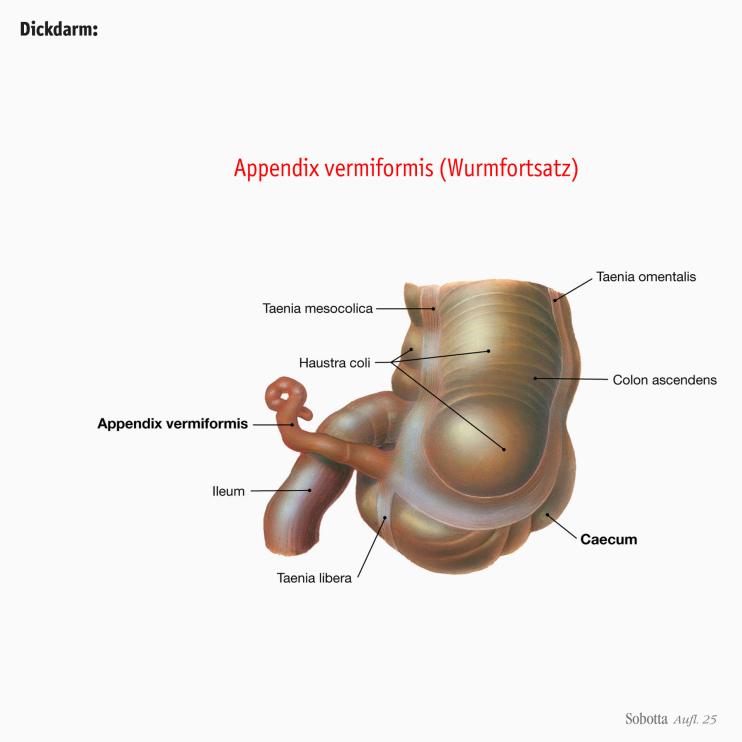 Dickdarm:
Appendix vermiformis (Wurmfortsatz)
Taenia omentalis
Taenia mesocolica
Haustra coli
Colon ascendens
Appendix vermiformis
Ileum
Caecum
Taenia libera
Sobotta Aufl. 25